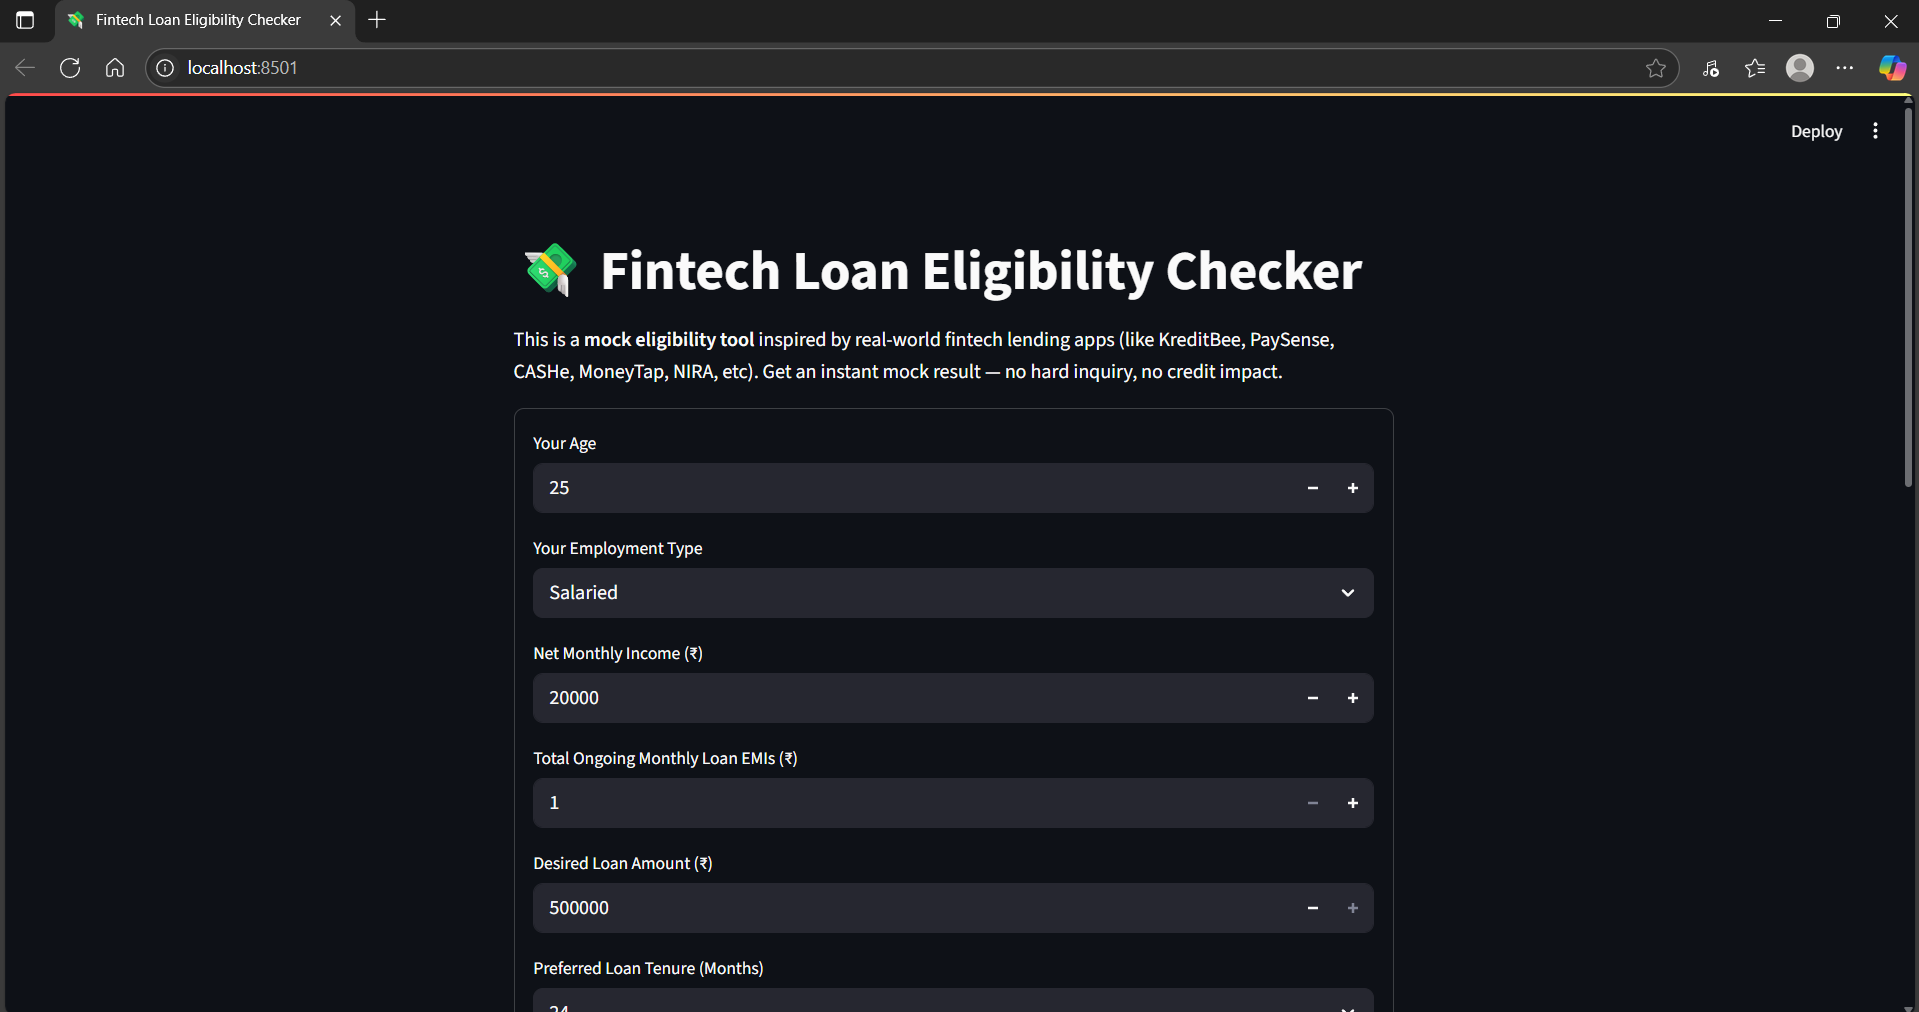 Fintech Loan Eligibility Checker
localhost:8501
Deploy
Fintech Loan Eligibility Checker
This is a mock eligibility tool inspired by real-world fintech lending apps (like KreditBee, PaySense,
CASHe, MoneyTap, NIRA, etc). Get an instant mock result — no hard inquiry, no credit impact.
Your Age
25
Your Employment Type
Salaried
Net Monthly Income (₹)
20000
Total Ongoing Monthly Loan EMIs (₹)
1
Desired Loan Amount (₹)
500000
Preferred Loan Tenure (Months)
24